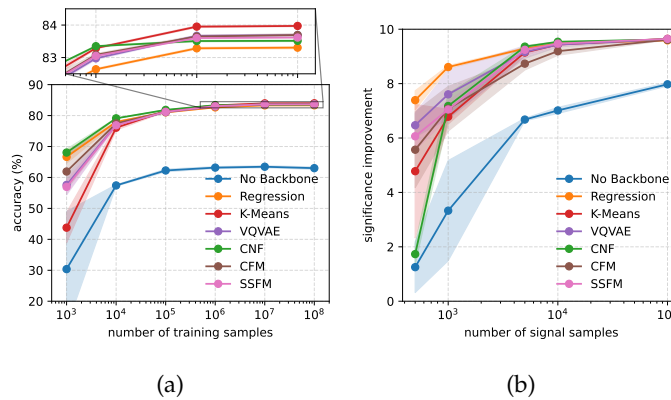 84
83
90
80
70
60
50
40
30
20
accuracy (%)
No Backbone
Regression
K-Means
VQVAE
CNF
CFM
SSFM
10³ 10⁴ 10⁵ 10⁶ 10⁷ 10⁸
number of training samples
(a)
10
8
6
4
2
0
significance improvement
No Backbone
Regression
K-Means
VQVAE
CNF
CFM
SSFM
10³ 10⁴
number of signal samples
(b)